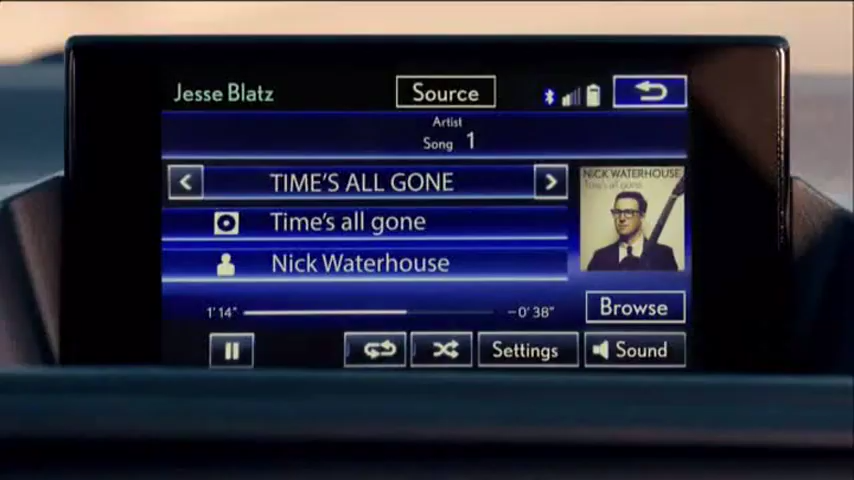 Jesse Blatz
Source
Artist
Song 1
TIME'S ALL GONE
NICK WATERHOUSE
Time's all gone
Time's all gone
Nick Waterhouse
Browse
1'14" -0'38"
Settings
Sound